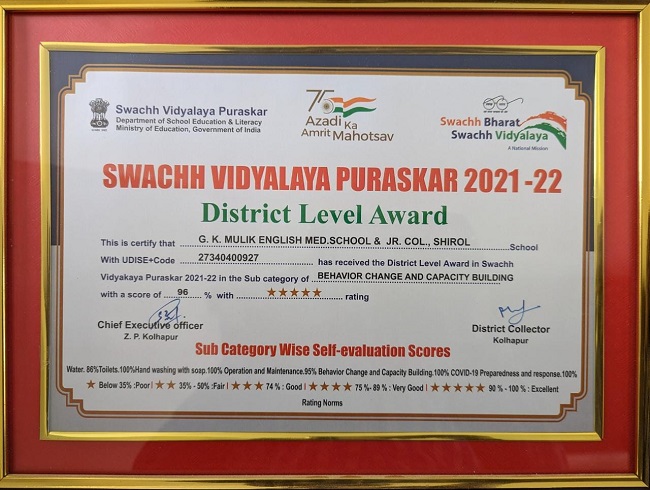 Swachh Vidyalaya Puraskar
Department of School Education & Literacy
Ministry of Education, Government of India
75
Azadi Ka
Amrit Mahotsav
Swachh Bharat
Swachh Vidyalaya
A National Mission
SWACHH VIDYALAYA PURASKAR 2021 -22
District Level Award
This is certify that G. K. MULIK ENGLISH MED.SCHOOL & JR. COL., SHIROL School
With UDISE+Code 27340400927 has received the District Level Award in Swachh
Vidyakaya Puraskar 2021-22 in the Sub category of BEHAVIOR CHANGE AND CAPACITY BUILDING
with a score of 96 % with ★★★★★ rating
Chief Executive officer
Z. P. Kolhapur
District Collector
Kolhapur
Sub Category Wise Self-evaluation Scores
Water. 86%Toilets.100%Hand washing with soap.100% Operation and Maintenance.95% Behavior Change and Capacity Building.100% COVID-19 Preparedness and response.100%
★ Below 35% :Poor I ★★ 35% - 50% :Fair I ★★★ 74 % : Good I ★★★★ 75 %- 89 % : Very Good I ★★★★★ 90 % - 100 % : Excellent
Rating Norms